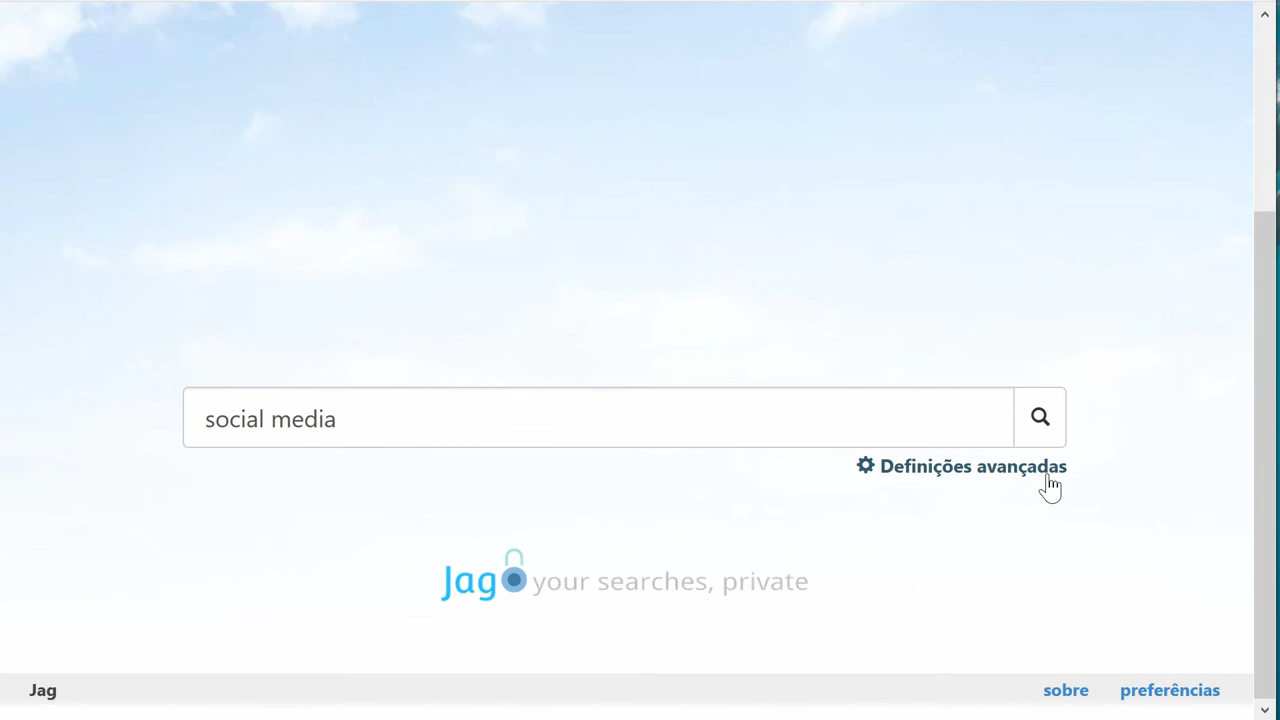 social media
Definições avançadas
Jag your searches, private
Jag
sobre preferências